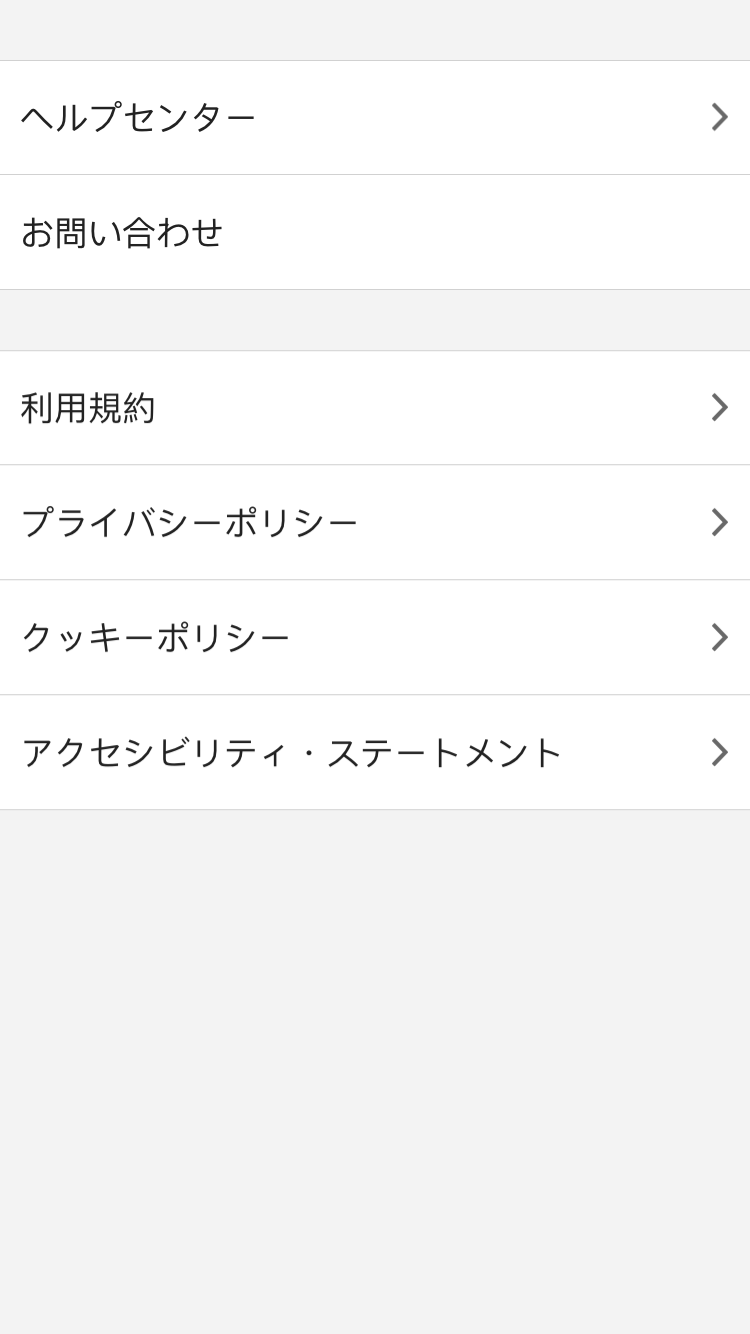 ヘルプセンター
お問い合わせ
利用規約
プライバシーポリシー
クッキーポリシー
アクセシビリティ・ステートメント